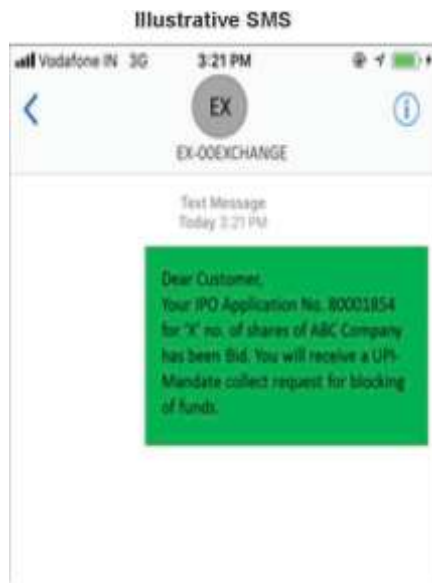 Illustrative SMS
Vodafone IN 3G 3:21 PM
EX
EX-OOEXCHANGE
Text Message
Today 3:21 PM
Dear Customer,
Your IPO Application No. 80001854
for 'X' no. of shares of ABC Company
has been Bid. You will receive a UPI-
Mandate collect request for blocking
of funds.